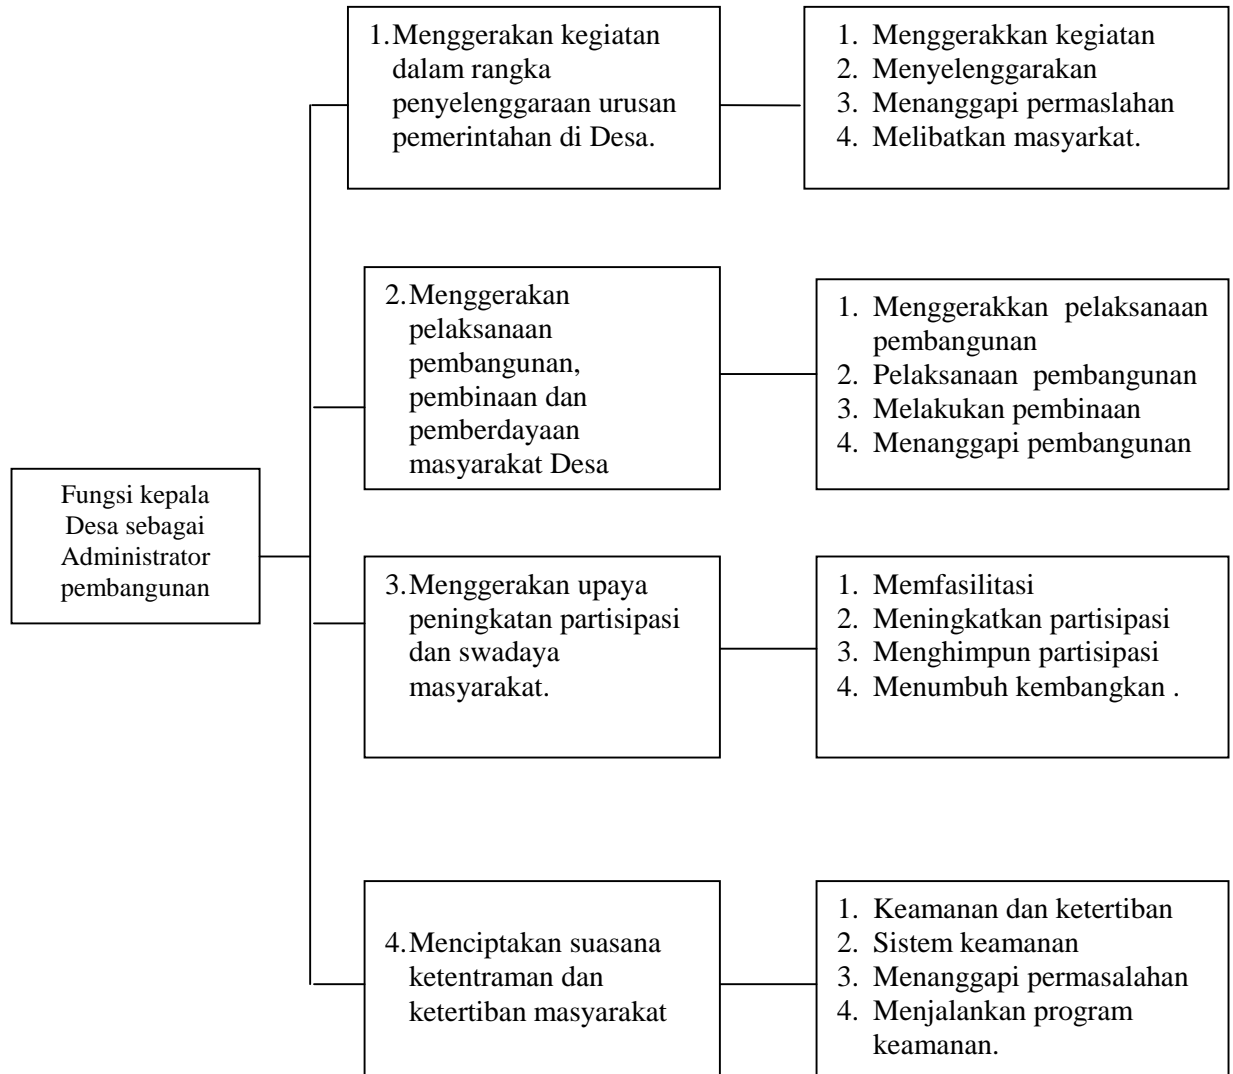 1. Menggerakan kegiatan
dalam rangka
penyelenggaraan urusan
pemerintahan di Desa.
1. Menggerakkan kegiatan
2. Menyelenggarakan
3. Menanggapi permaslahan
4. Melibatkan masyarkat.
2. Menggerakan
pelaksanaan
pembangunan,
pembinaan dan
pemberdayaan
masyarakat Desa
1. Menggerakkan pelaksanaan
pembangunan
2. Pelaksanaan pembangunan
3. Melakukan pembinaan
4. Menanggapi pembangunan
Fungsi kepala
Desa sebagai
Administrator
pembangunan
3. Menggerakan upaya
peningkatan partisipasi
dan swadaya
masyarakat.
1. Memfasilitasi
2. Meningkatkan partisipasi
3. Menghimpun partisipasi
4. Menumbuh kembangkan .
4. Menciptakan suasana
ketentraman dan
ketertiban masyarakat
1. Keamanan dan ketertiban
2. Sistem keamanan
3. Menanggapi permasalahan
4. Menjalankan program
keamanan.